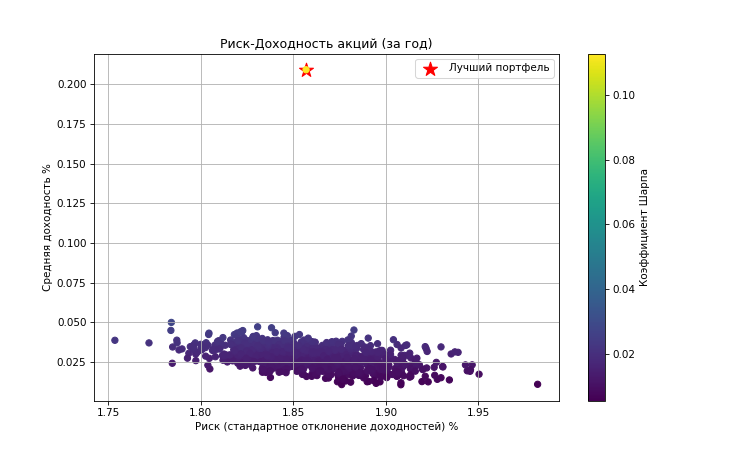 Риск-Доходность акций (за год)
Лучший портфель
0.200
0.175
0.150
0.125
0.100
0.075
0.050
0.025
Средняя доходность %
1.75 1.80 1.85 1.90 1.95
Риск (стандартное отклонение доходностей) %
0.10
0.08
0.06
0.04
0.02
Коэффициент Шарпа